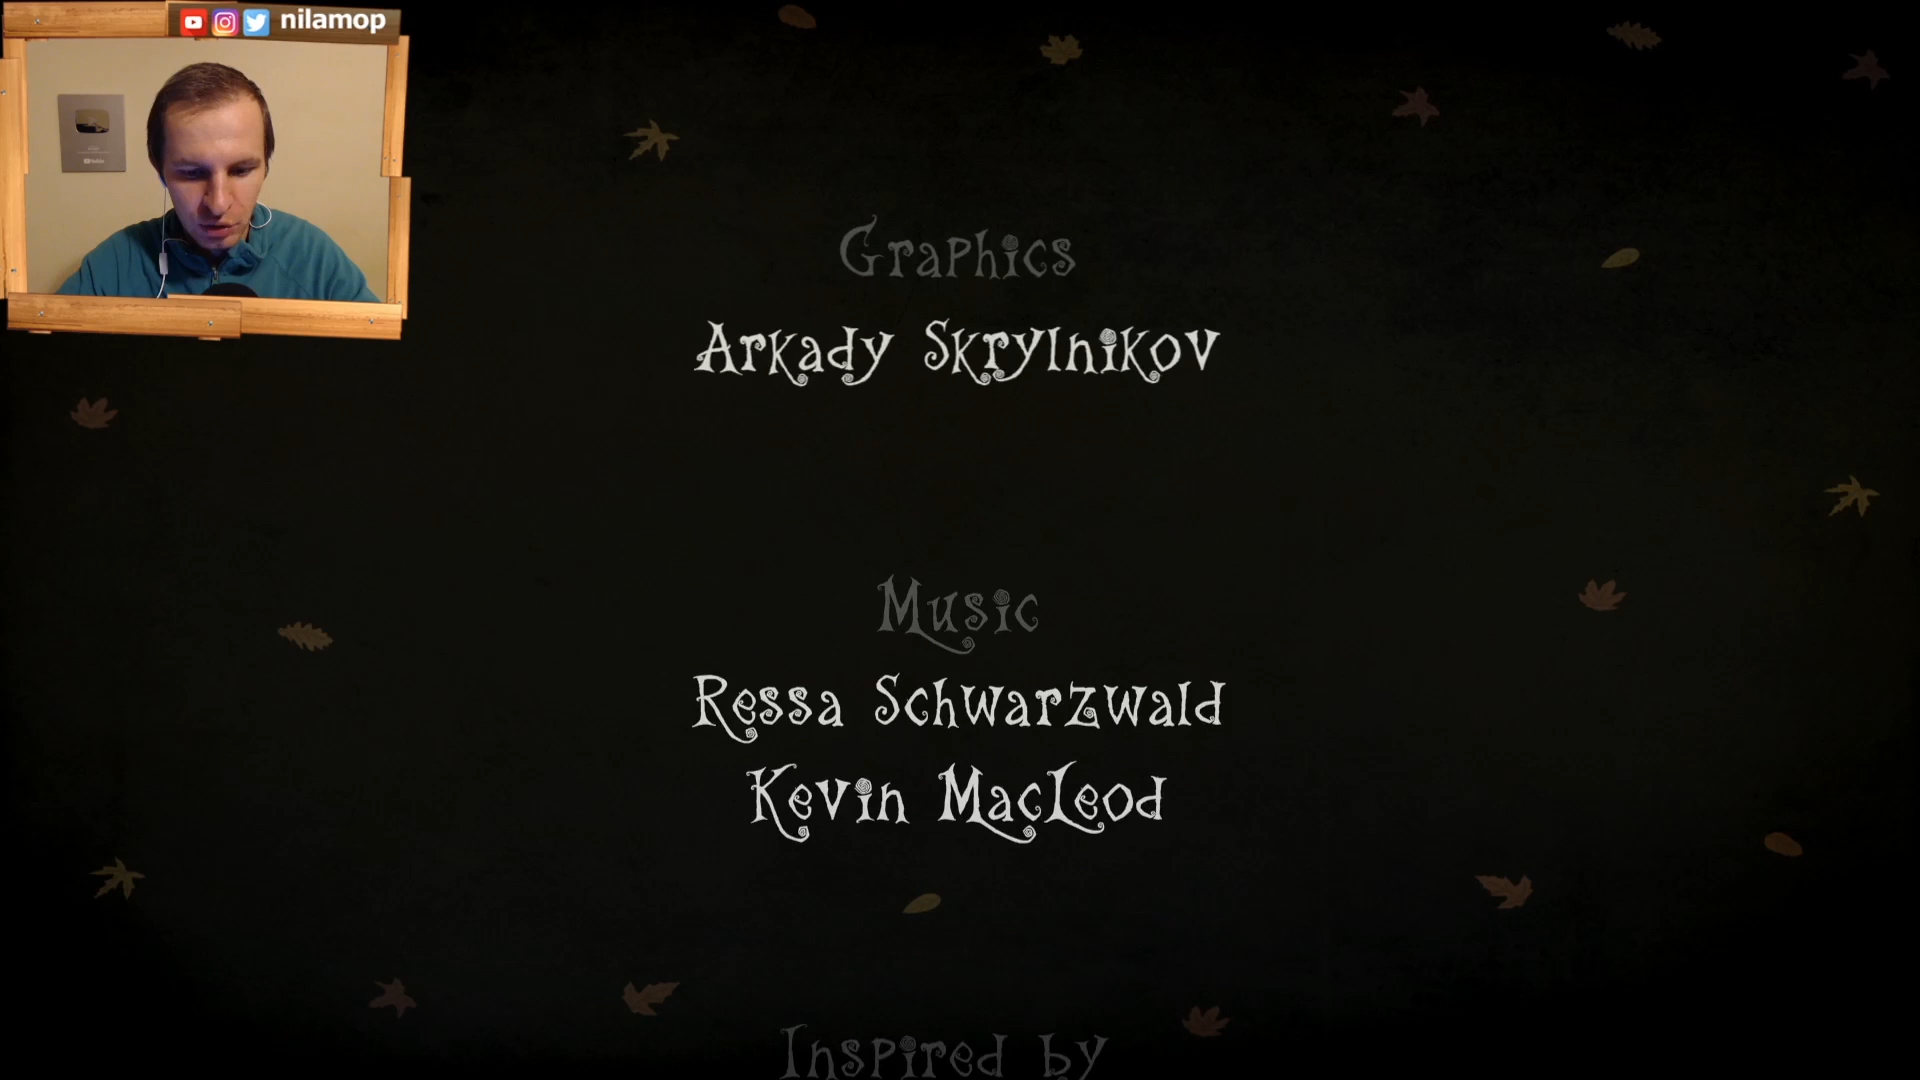 nilamop
Graphics
Arkady Skrylnikov
Music
Ressa Schwarzwald
Kevin MacLeod
Inspired by